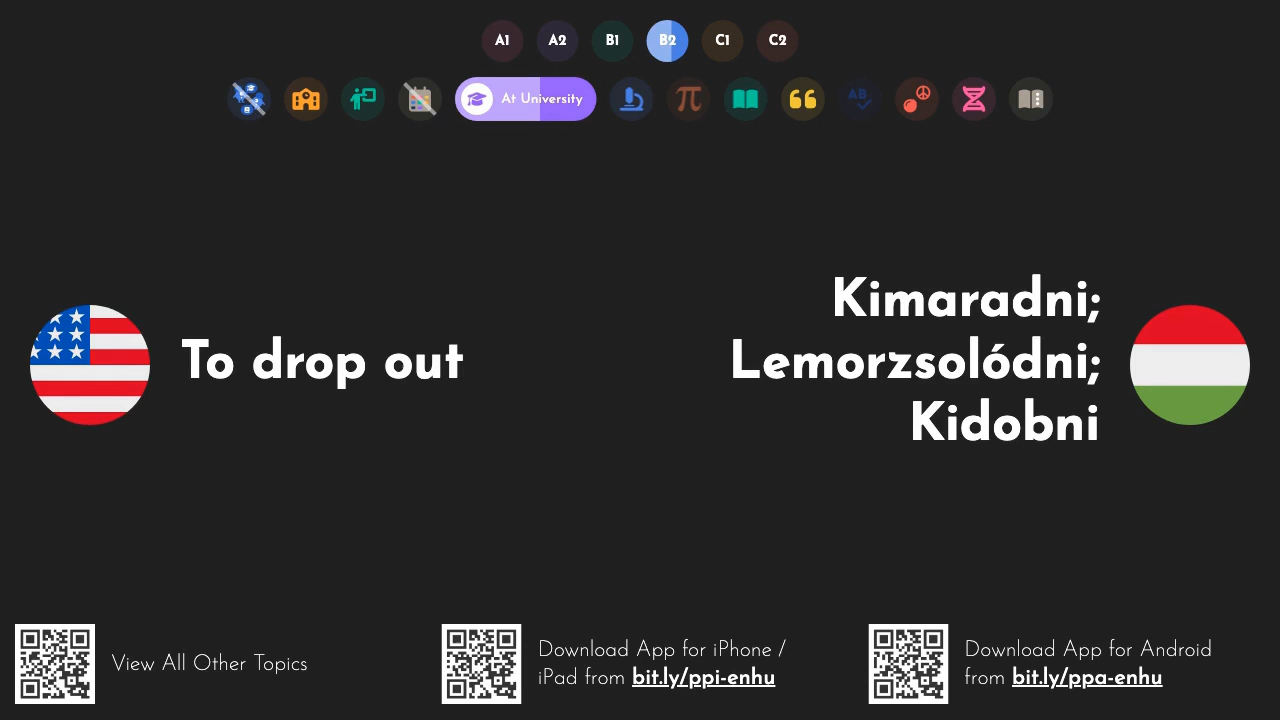 A1 A2 B1 B2 C1 C2
At University
AB
To drop out
Kimaradni;
Lemorzsolódni;
Kidobni
View All Other Topics
Download App for iPhone /
iPad from bit.ly/ppi-enhu
Download App for Android
from bit.ly/ppa-enhu